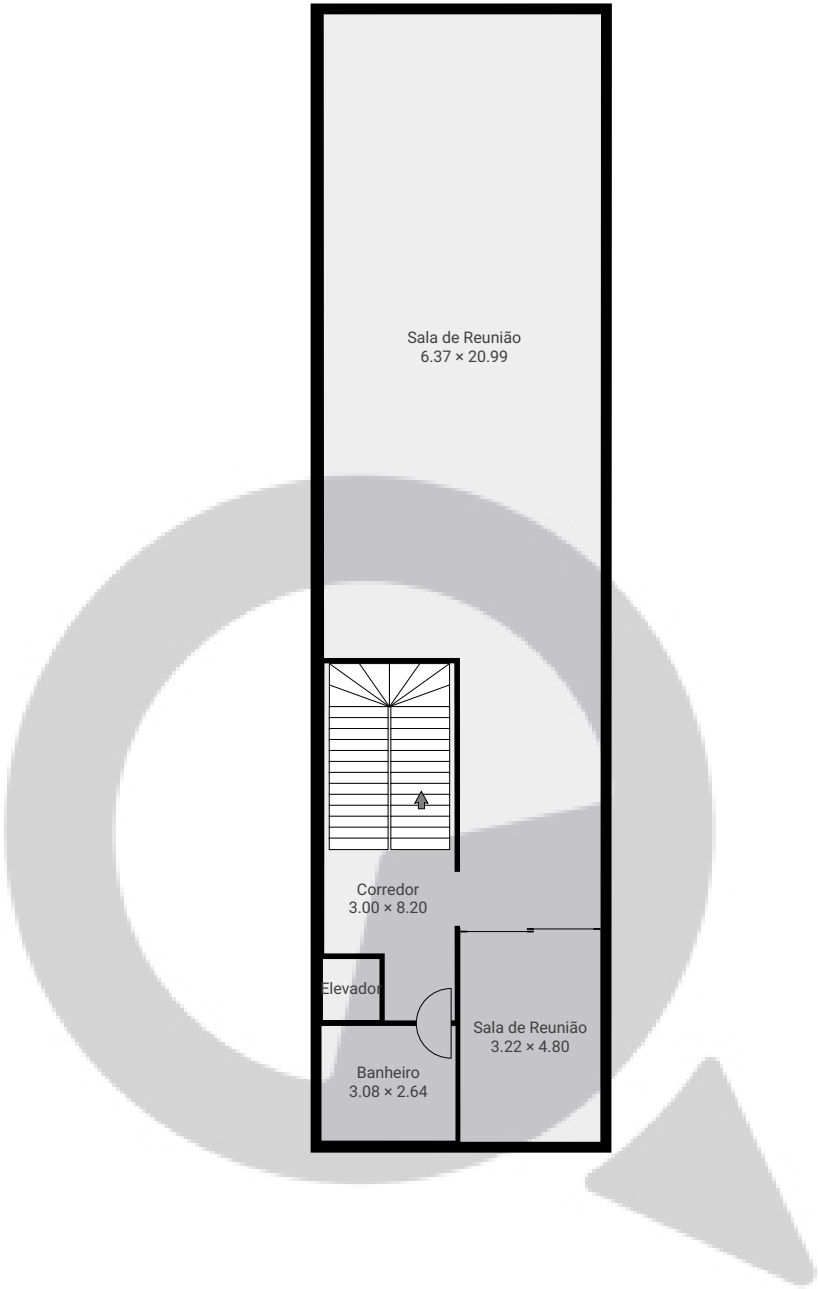 Sala de Reunião
6.37 × 20.99
Corredor
3.00 × 8.20
Elevador
Sala de Reunião
3.22 × 4.80
Banheiro
3.08 × 2.64